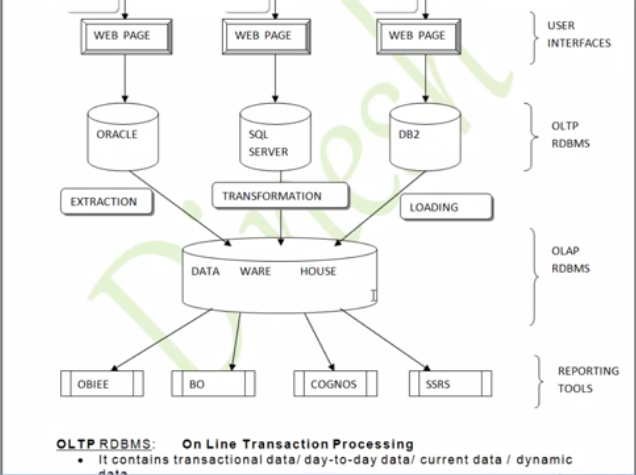 WEB PAGE
WEB PAGE
WEB PAGE
USER
INTERFACES
ORACLE
SQL
SERVER
DB2
OLTP
RDBMS
EXTRACTION
TRANSFORMATION
LOADING
DATA WARE HOUSE
OLAP
RDBMS
OBIEE
BO
COGNOS
SSRS
REPORTING
TOOLS
Dinesh
OLTP RDBMS: On Line Transaction Processing
• It contains transactional data/ day-to-day data/ current data / dynamic
data